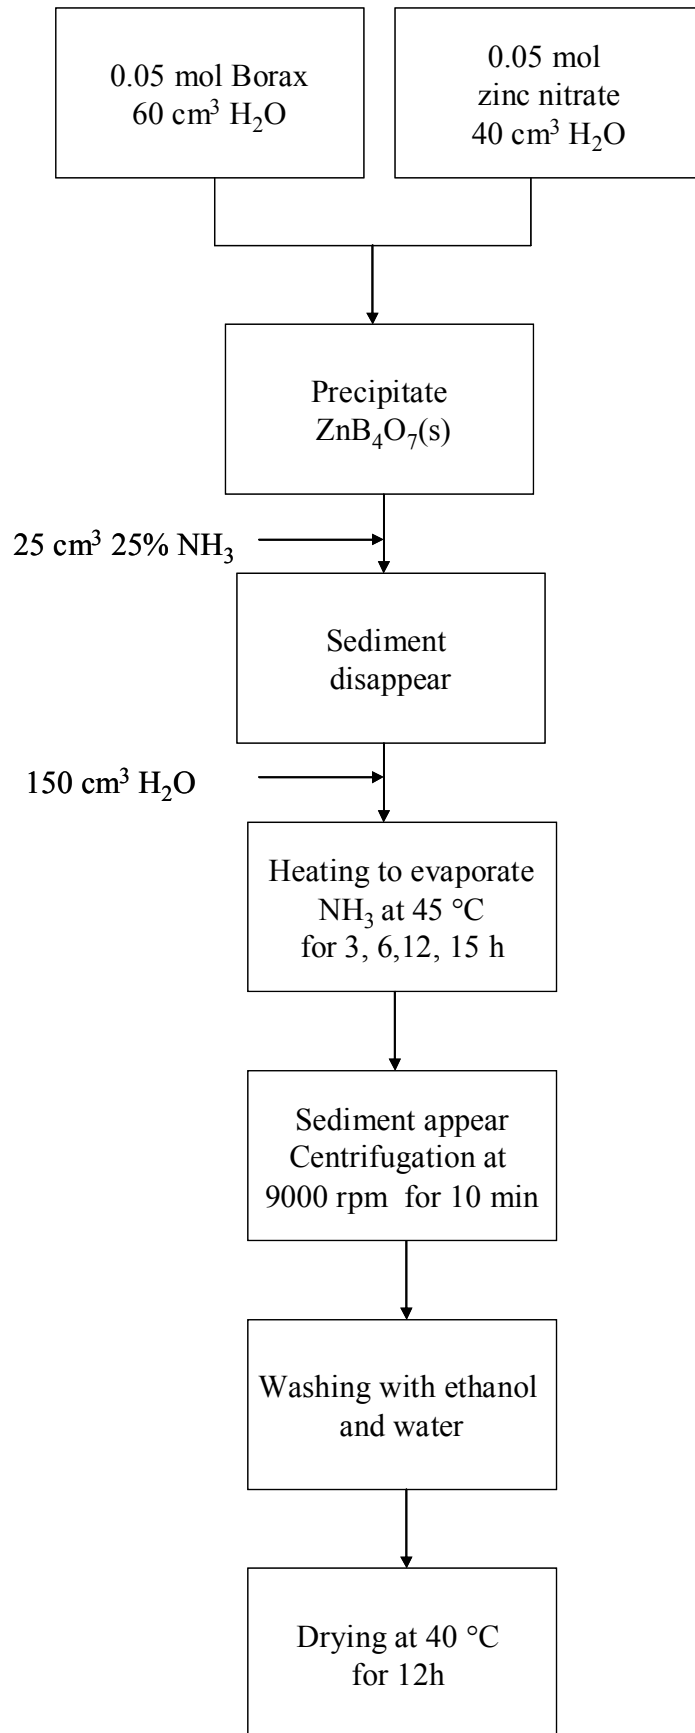 0.05 mol Borax
60 cm³ H₂O
0.05 mol
zinc nitrate
40 cm³ H₂O
Precipitate
ZnB₄O₇(s)
25 cm³ 25% NH₃
Sediment
disappear
150 cm³ H₂O
Heating to evaporate
NH₃ at 45 °C
for 3, 6,12, 15 h
Sediment appear
Centrifugation at
9000 rpm for 10 min
Washing with ethanol
and water
Drying at 40 °C
for 12h